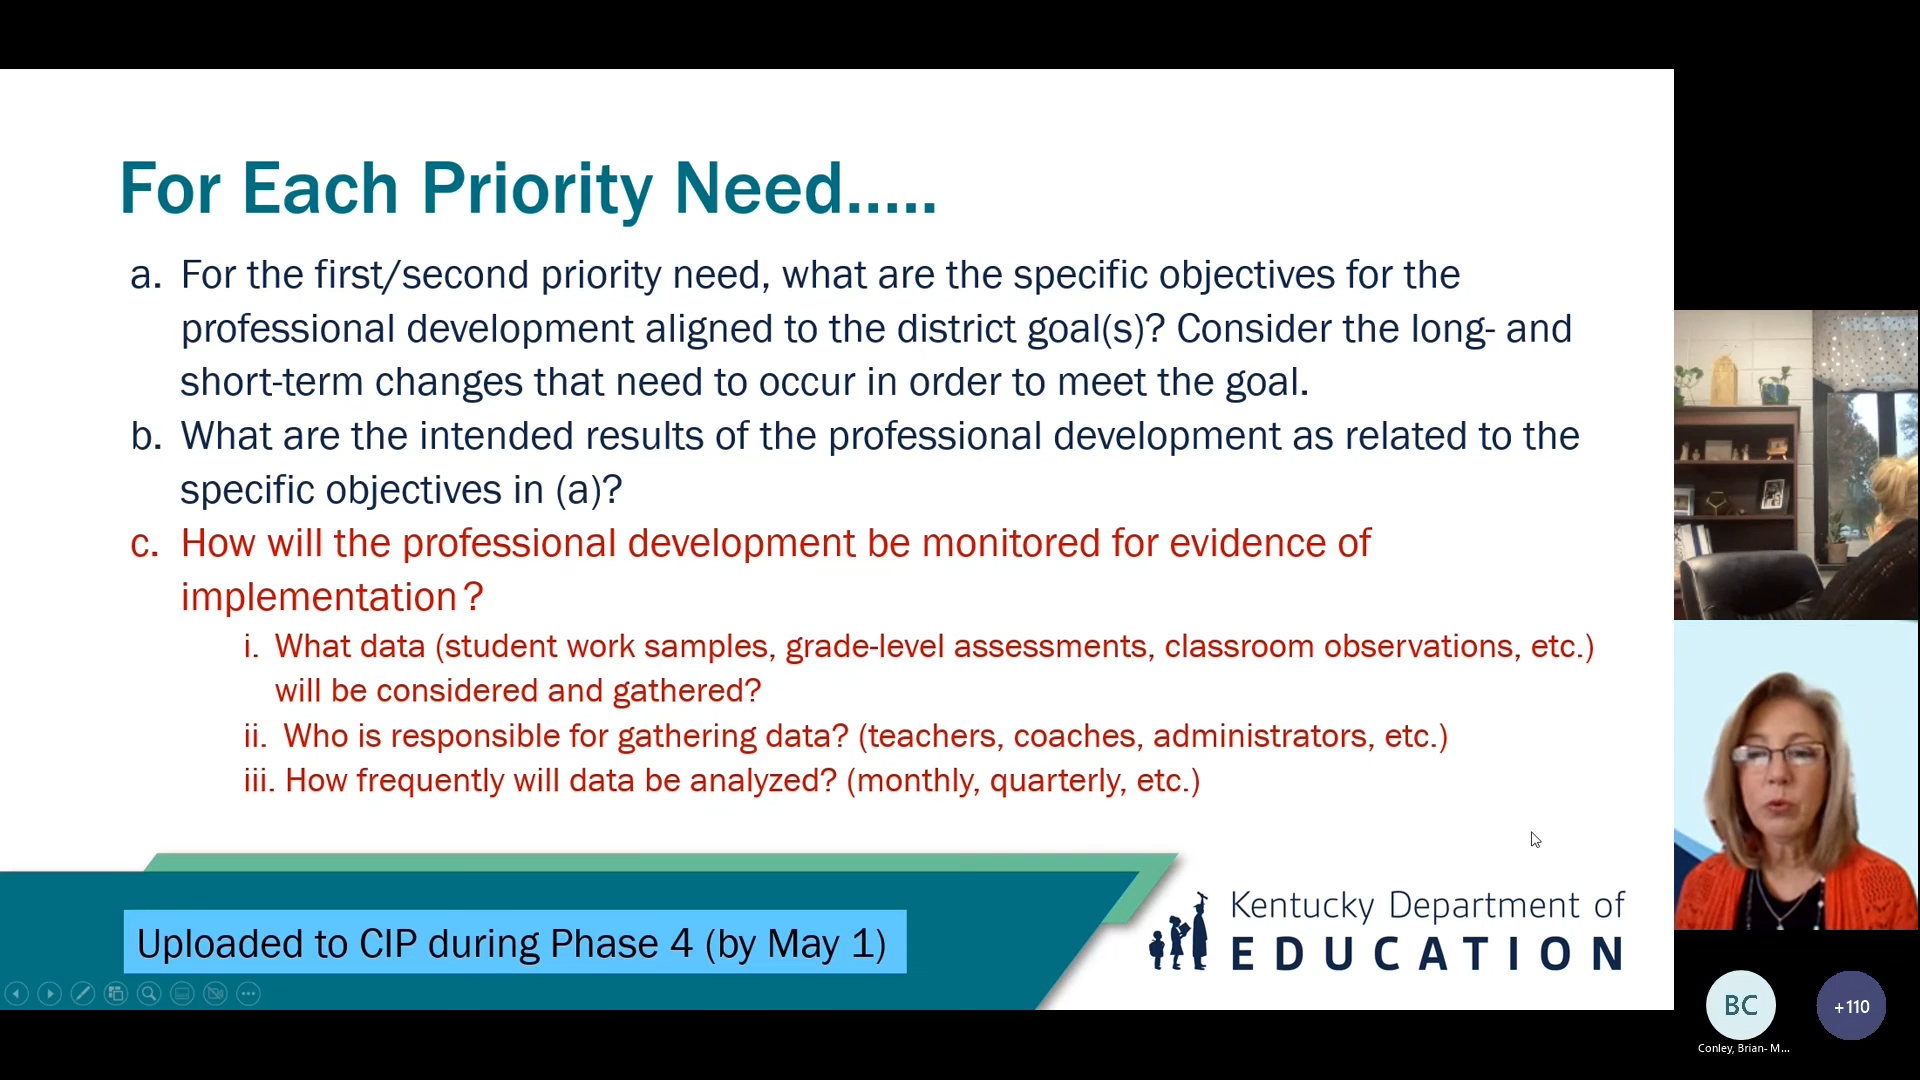 For Each Priority Need.....
a. For the first/second priority need, what are the specific objectives for the
professional development aligned to the district goal(s)? Consider the long- and
short-term changes that need to occur in order to meet the goal.
b. What are the intended results of the professional development as related to the
specific objectives in (a)?
c. How will the professional development be monitored for evidence of
implementation?
i. What data (student work samples, grade-level assessments, classroom observations, etc.)
will be considered and gathered?
ii. Who is responsible for gathering data? (teachers, coaches, administrators, etc.)
iii. How frequently will data be analyzed? (monthly, quarterly, etc.)
Uploaded to CIP during Phase 4 (by May 1)
Kentucky Department of
EDUCATION
BC
+110
Conley, Brian- M...